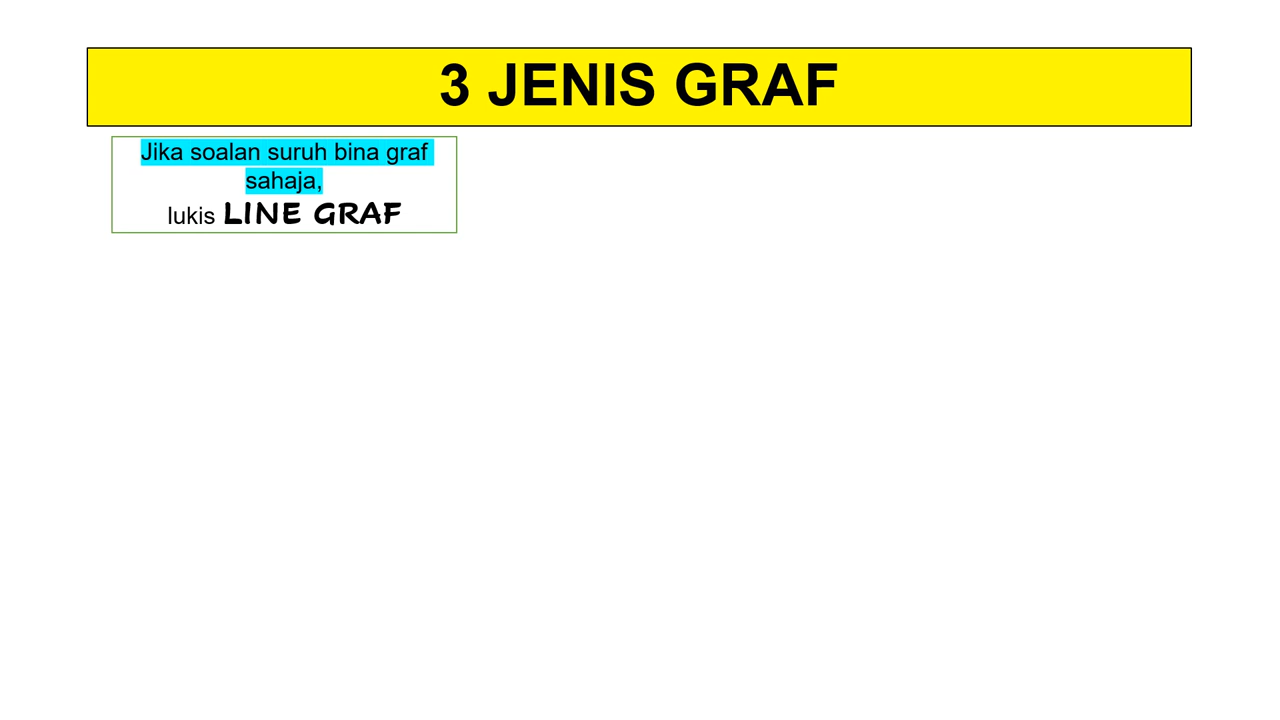 3 JENIS GRAF
Jika soalan suruh bina graf
sahaja,
lukis LINE GRAF